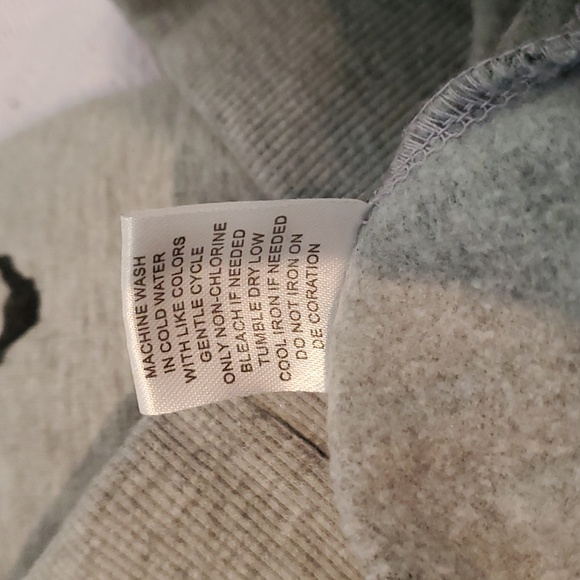 MACHINE WASH
IN COLD WATER
WITH LIKE COLORS
GENTLE CYCLE
ONLY NON-CHLORINE
BLEACH IF NEEDED
TUMBLE DRY LOW
COOL IRON IF NEEDED
DO NOT IRON ON
DECORATION